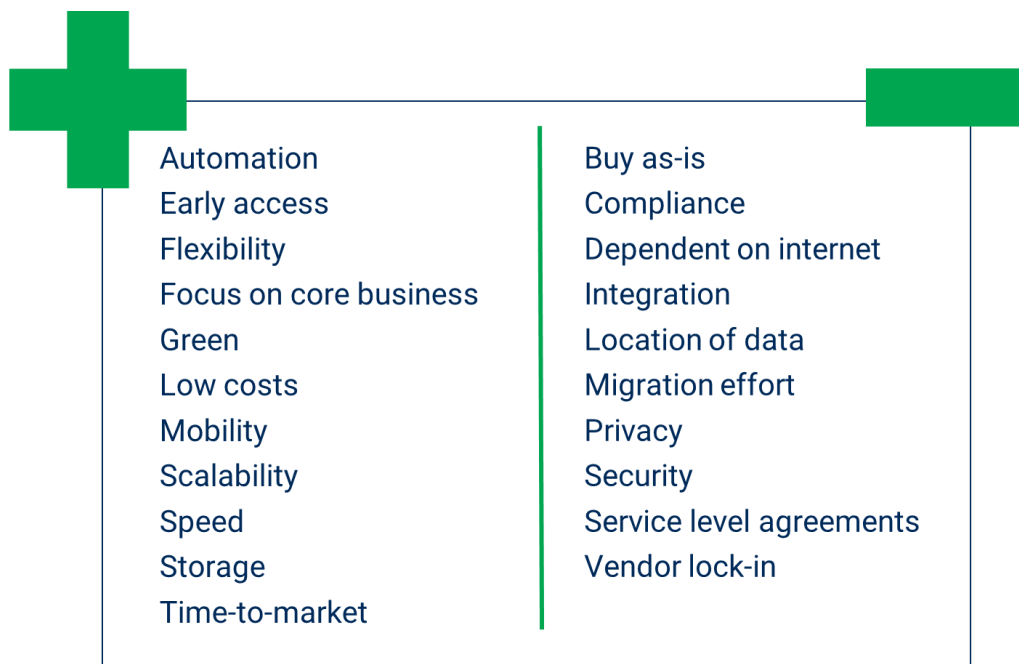 Automation
Early access
Flexibility
Focus on core business
Green
Low costs
Mobility
Scalability
Speed
Storage
Time-to-market
Buy as-is
Compliance
Dependent on internet
Integration
Location of data
Migration effort
Privacy
Security
Service level agreements
Vendor lock-in